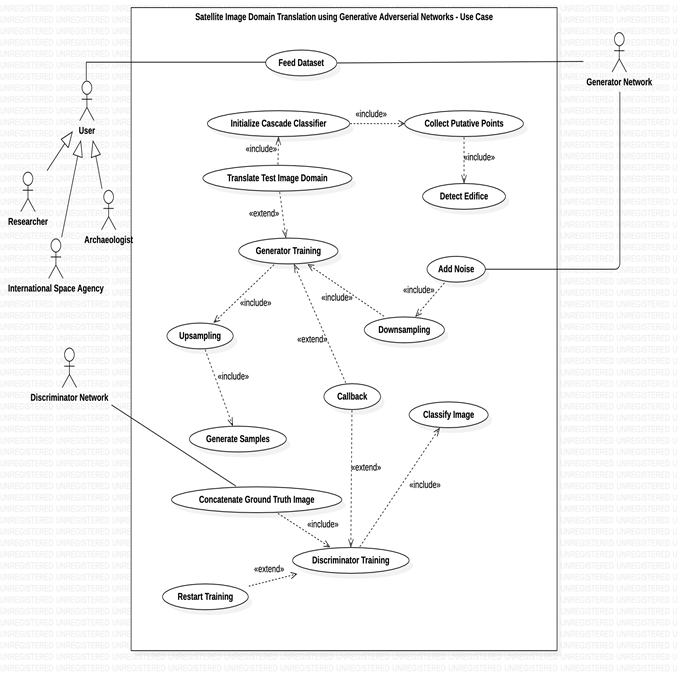 Satellite Image Domain Translation using Generative Adverserial Networks - Use Case
Feed Dataset
Generator Network
User
Initialize Cascade Classifier
«include»
Collect Putative Points
«include»
«include»
Translate Test Image Domain
Detect Edifice
Researcher
«extend»
Archaeologist
Generator Training
Add Noise
International Space Agency
«include»
«include»
«include»
Upsampling
Downsampling
«extend»
«include»
Discriminator Network
Callback
Classify Image
Generate Samples
«extend»
«include»
Concatenate Ground Truth Image
«include»
Discriminator Training
«extend»
Restart Training